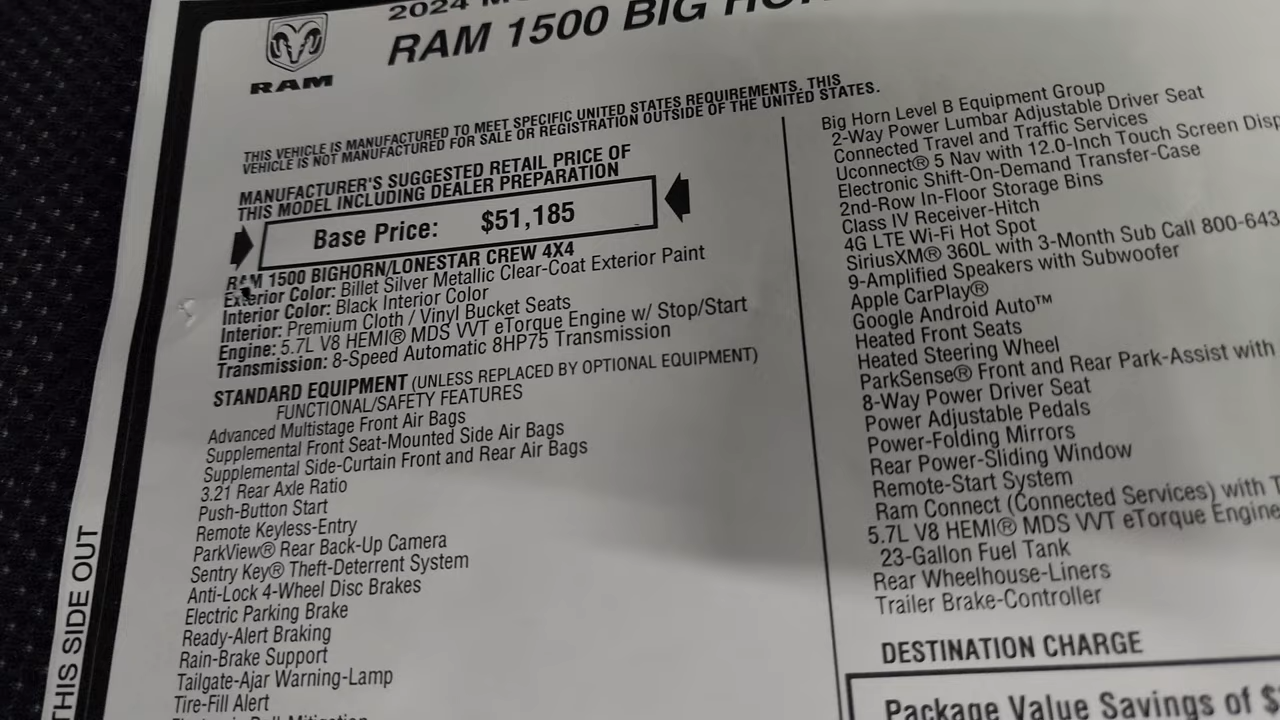 RAM
2024
RAM 1500 BIG
THIS VEHICLE IS MANUFACTURED TO MEET SPECIFIC UNITED STATES REQUIREMENTS. THIS
VEHICLE IS NOT MANUFACTURED FOR SALE OR REGISTRATION OUTSIDE OF THE UNITED STATES.
MANUFACTURER'S SUGGESTED RETAIL PRICE OF
THIS MODEL INCLUDING DEALER PREPARATION
Base Price: $51,185
RAM 1500 BIGHORN/LONESTAR CREW 4X4
Exterior Color: Billet Silver Metallic Clear-Coat Exterior Paint
Interior Color: Black Interior Color
Interior: Premium Cloth / Vinyl Bucket Seats
Engine: 5.7L V8 HEMI® MDS VVT eTorque Engine w/ Stop/Start
Transmission: 8-Speed Automatic 8HP75 Transmission
STANDARD EQUIPMENT (UNLESS REPLACED BY OPTIONAL EQUIPMENT)
FUNCTIONAL/SAFETY FEATURES
Advanced Multistage Front Air Bags
Supplemental Front Seat-Mounted Side Air Bags
Supplemental Side-Curtain Front and Rear Air Bags
3.21 Rear Axle Ratio
Push-Button Start
Remote Keyless-Entry
ParkView® Rear Back-Up Camera
Sentry Key® Theft-Deterrent System
Anti-Lock 4-Wheel Disc Brakes
Electric Parking Brake
Ready-Alert Braking
Rain-Brake Support
Tailgate-Ajar Warning-Lamp
Tire-Fill Alert
Big Horn Level B Equipment Group
2-Way Power Lumbar Adjustable Driver Seat
Connected Travel and Traffic Services
Uconnect® 5 Nav with 12.0-Inch Touch Screen Disp
Electronic Shift-On-Demand Transfer-Case
2nd-Row In-Floor Storage Bins
Class IV Receiver-Hitch
4G LTE Wi-Fi Hot Spot
SiriusXM® 360L with 3-Month Sub Call 800-643
9-Amplified Speakers with Subwoofer
Apple CarPlay®
Google Android Auto™
Heated Front Seats
Heated Steering Wheel
ParkSense® Front and Rear Park-Assist with
8-Way Power Driver Seat
Power Adjustable Pedals
Power-Folding Mirrors
Rear Power-Sliding Window
Remote-Start System
Ram Connect (Connected Services) with T
5.7L V8 HEMI® MDS VVT eTorque Engine
23-Gallon Fuel Tank
Rear Wheelhouse-Liners
Trailer Brake-Controller
DESTINATION CHARGE
Package Value Savings of $
THIS SIDE OUT